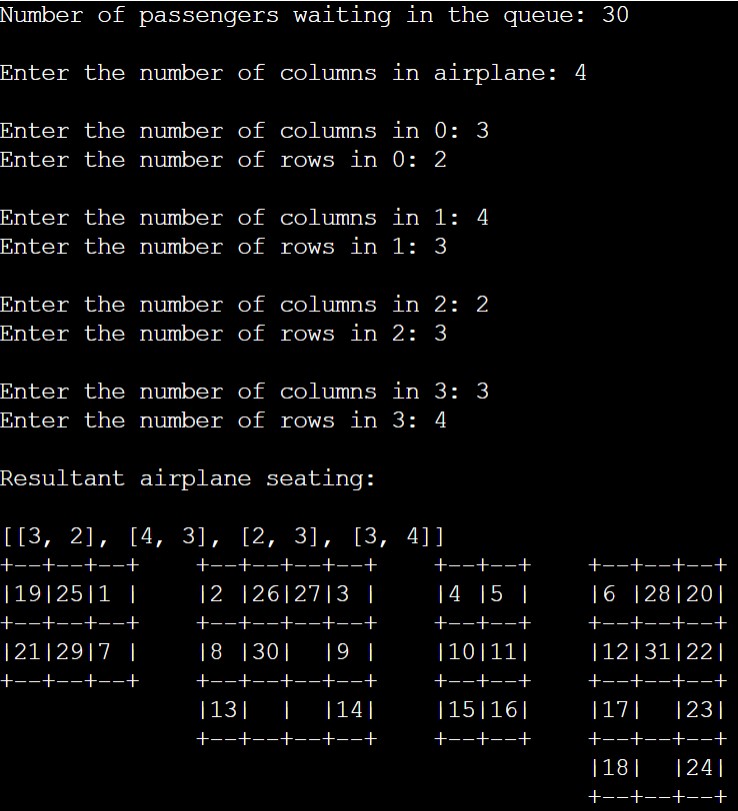 Number of passengers waiting in the queue: 30
Enter the number of columns in airplane: 4
Enter the number of columns in 0: 3
Enter the number of rows in 0: 2
Enter the number of columns in 1: 4
Enter the number of rows in 1: 3
Enter the number of columns in 2: 2
Enter the number of rows in 2: 3
Enter the number of columns in 3: 3
Enter the number of rows in 3: 4
Resultant airplane seating:
[[3, 2], [4, 3], [2, 3], [3, 4]]
+--+--+--+    +--+--+--+--+    +--+--+    +--+--+--+
|19|25|1 |    |2 |26|27|3 |    |4 |5 |    |6 |28|20|
+--+--+--+    +--+--+--+--+    +--+--+    +--+--+--+
|21|29|7 |    |8 |30|  |9 |    |10|11|    |12|31|22|
+--+--+--+    +--+--+--+--+    +--+--+    +--+--+--+
              |13|  |  |14|    |15|16|    |17|  |23|
              +--+--+--+--+    +--+--+    +--+--+--+
                                          |18|  |24|
                                          +--+--+--+